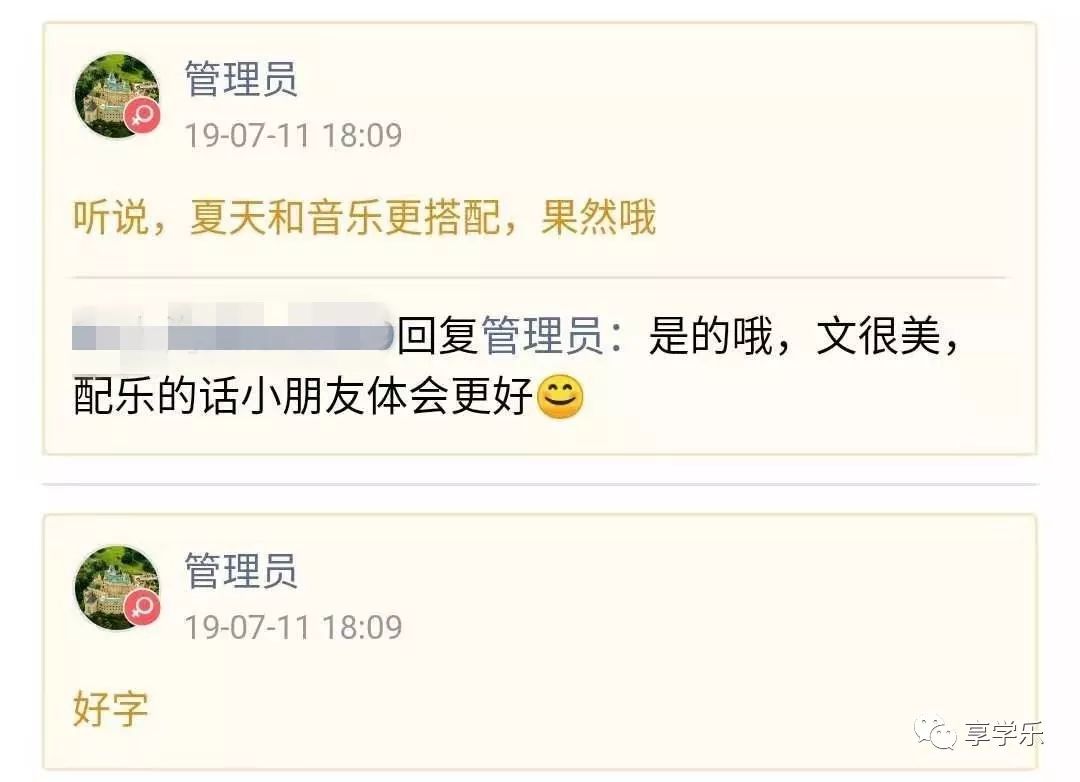 管理员
19-07-11 18:09
听说，夏天和音乐更搭配，果然哦
回复管理员：是的哦，文很美，
配乐的话小朋友体会更好😊
管理员
19-07-11 18:09
好字
享学乐